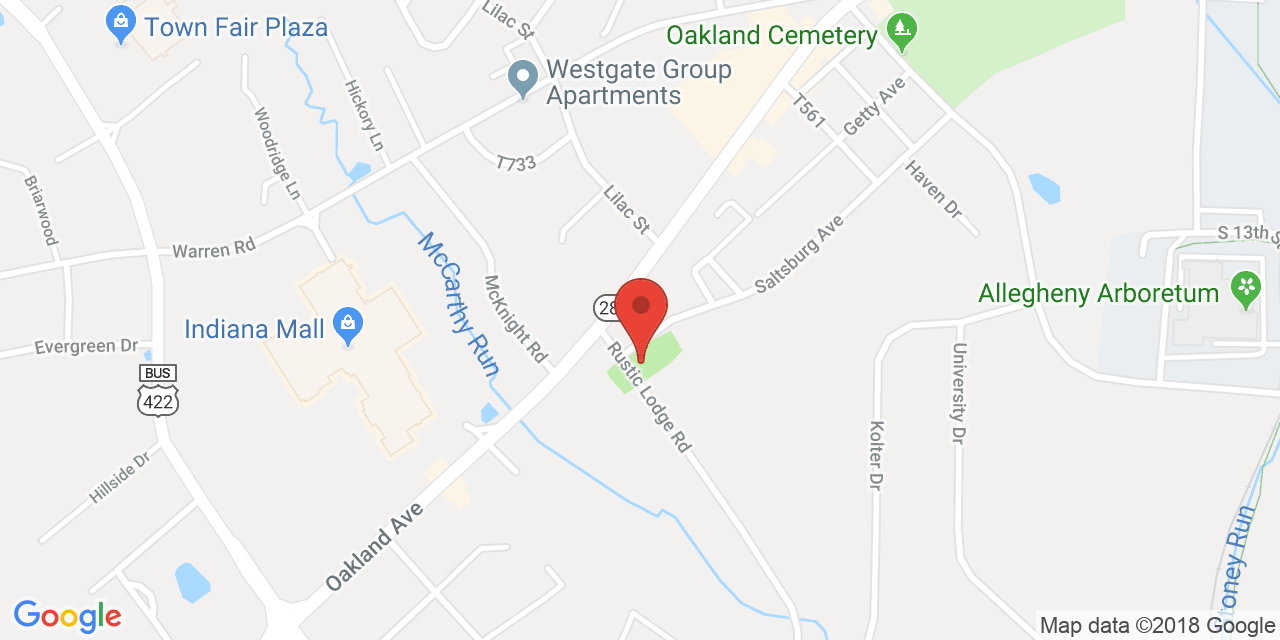 Town Fair Plaza
Lilac St
Oakland Cemetery
Westgate Group
Apartments
Hickory Ln
Woodridge Ln
T561
Getty Ave
T733
Briarwood
Haven Dr
Lilac St
Warren Rd
McCarthy Run
S 13th S
Saltsburg Ave
McKnight Rd
Allegheny Arboretum
28
Indiana Mall
Evergreen Dr
Rustic Lodge Rd
University Dr
BUS
422
Kolter Dr
Hillside Dr
Oakland Ave
toney Run
Google
Map data ©2018 Google